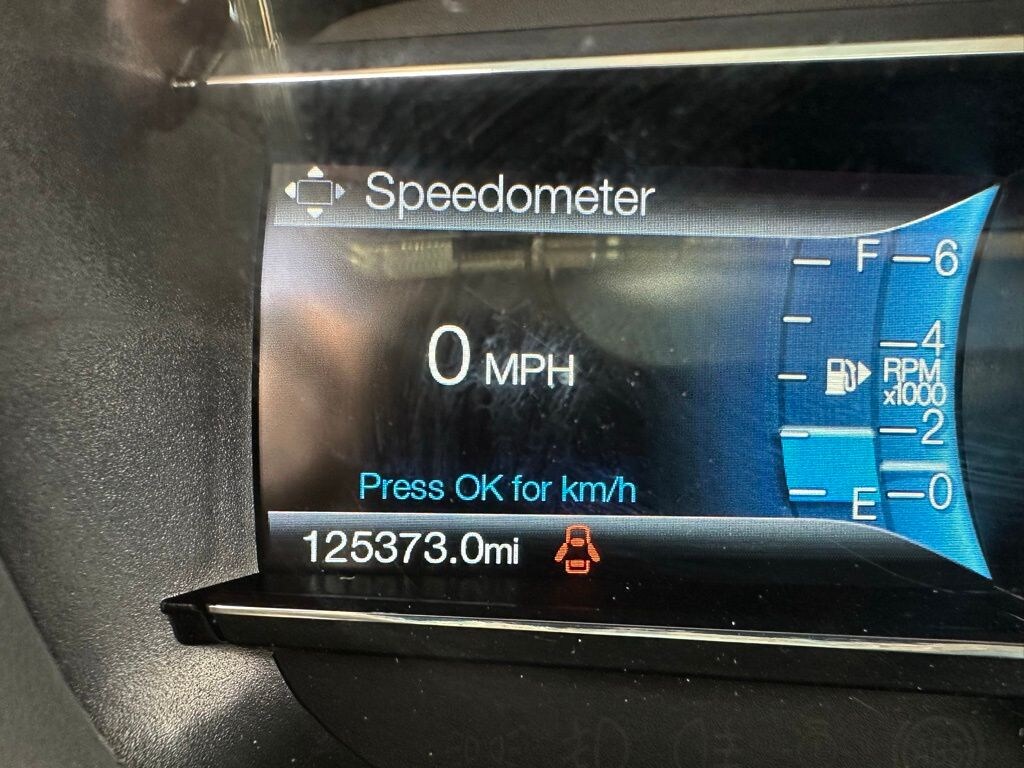 Speedometer
F
6
4
0 MPH
RPM
x1000
2
Press OK for km/h
E
0
125373.0mi